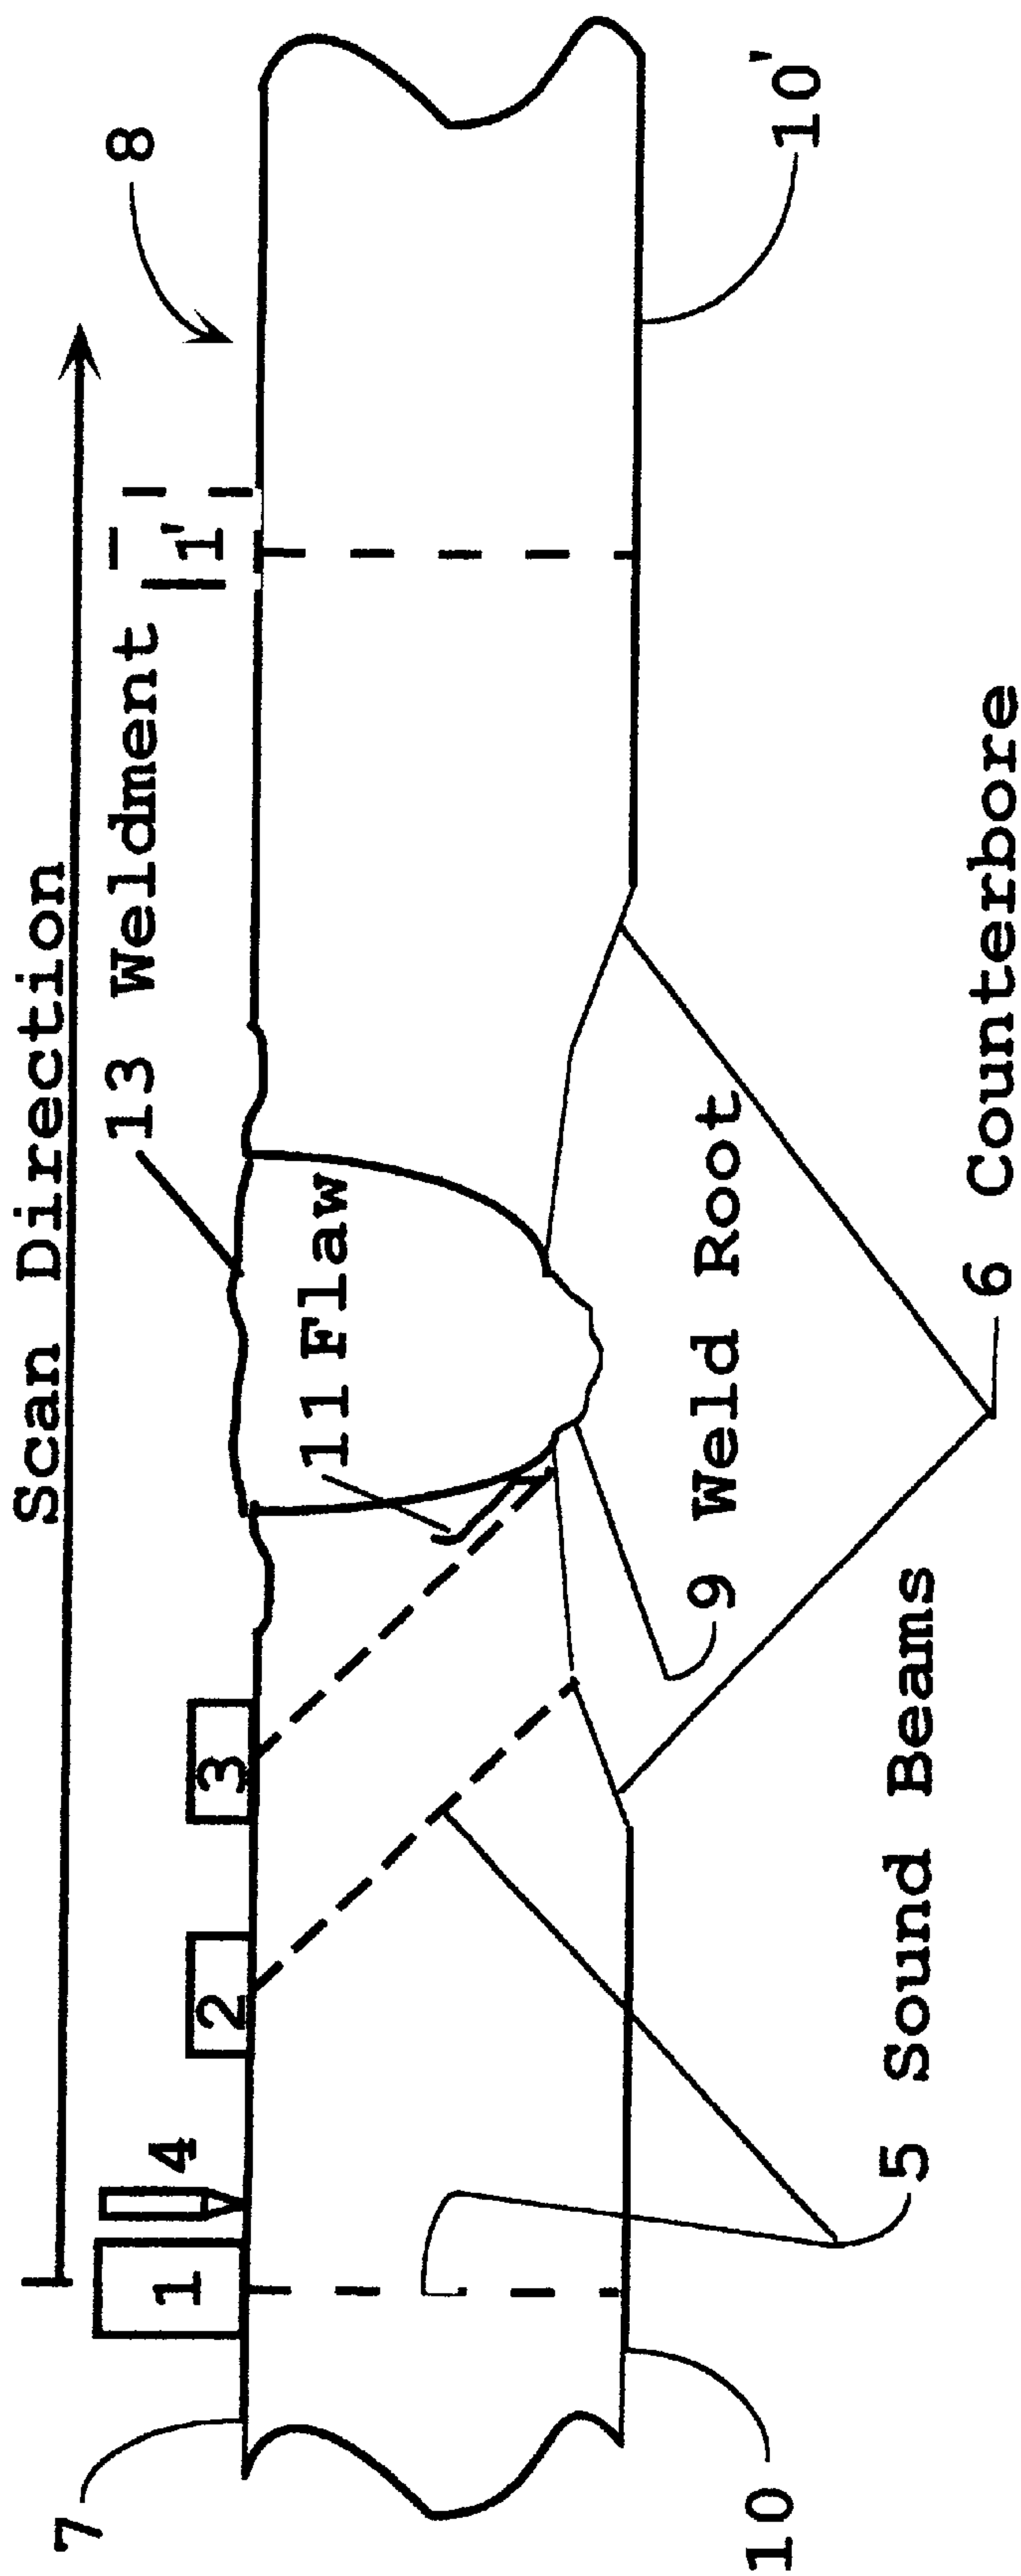 Scan Direction
13 Weldment
8
1'
7
1
4
2
3
11 Flaw
9 Weld Root
10
10'
5 Sound Beams
6 Counterbore